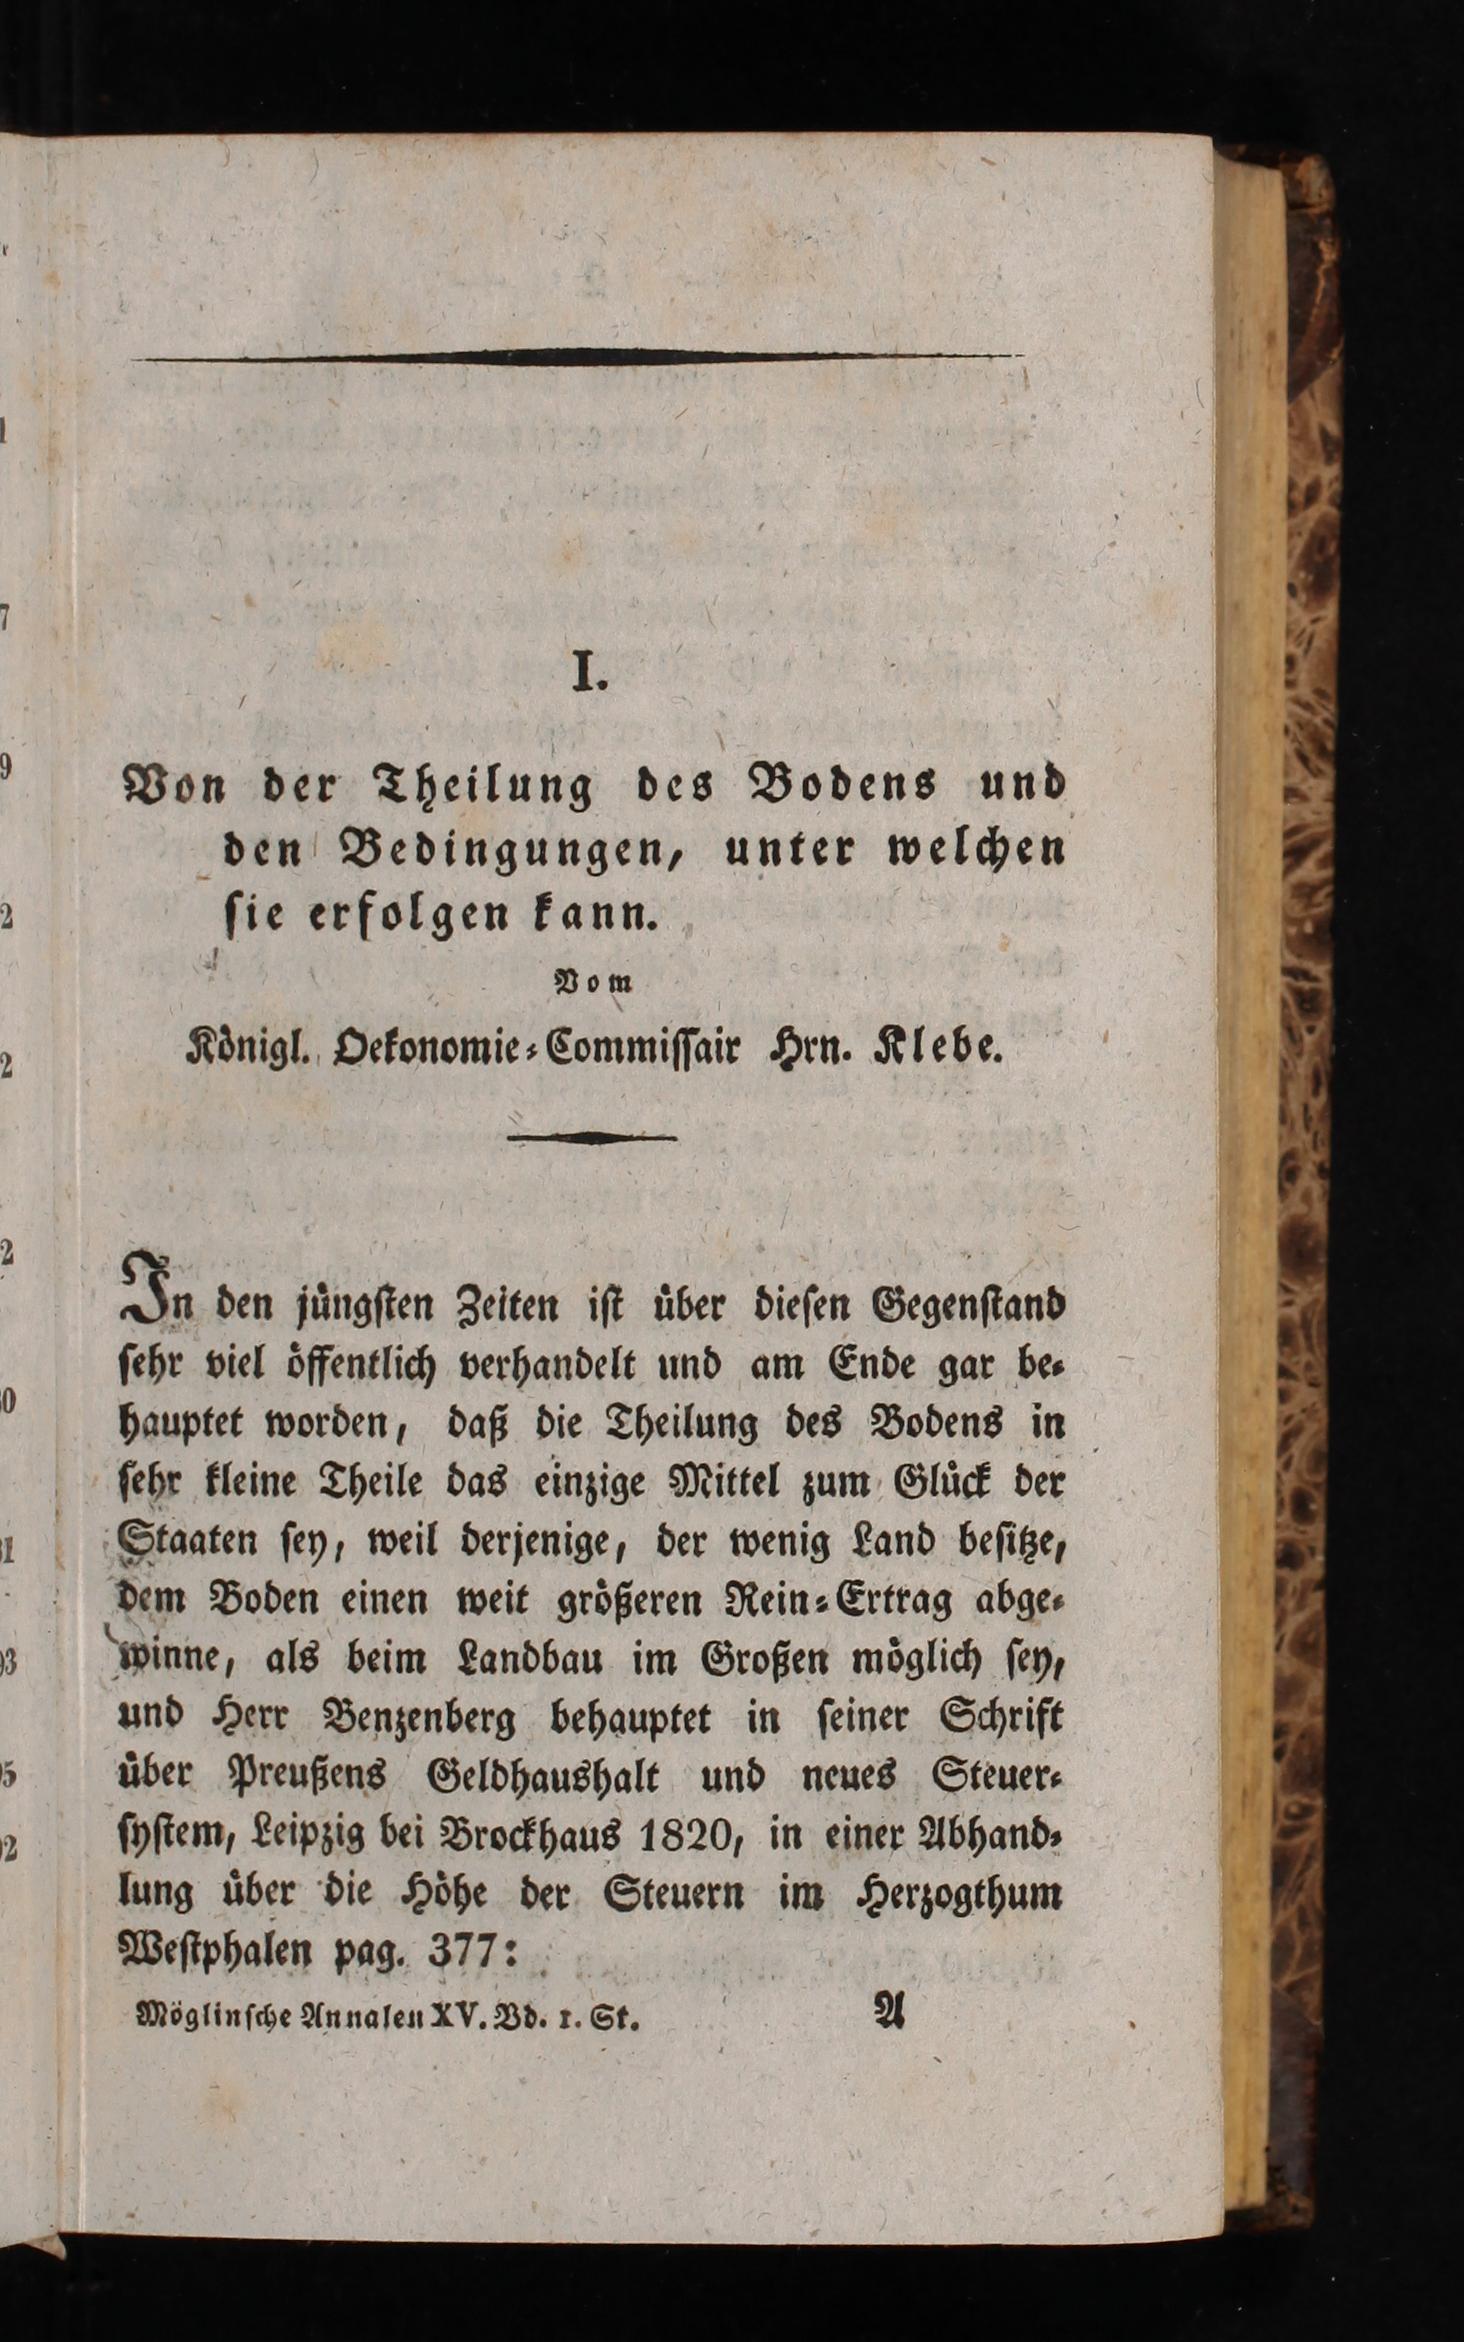 I.
Von der Theilung des Bodens und
den Bedingungen, unter welchen
ſie erfolgen kann.
Vom
Königl. Oekonomie-Commiſſair Hrn. Klebe.
In den jüngſten Zeiten iſt über dieſen Gegenſtand
ſehr viel öffentlich verhandelt und am Ende gar be-
hauptet worden, daß die Theilung des Bodens in
ſehr kleine Theile das einzige Mittel zum Glück der
Staaten ſey, weil derjenige, der wenig Land beſitze,
dem Boden einen weit größeren Rein-Ertrag abge-
winne, als beim Landbau im Großen möglich ſey,
und Herr Benzenberg behauptet in ſeiner Schrift
über Preußens Geldhaushalt und neues Steuer-
ſyſtem, Leipzig bei Brockhaus 1820, in einer Abhand-
lung über die Höhe der Steuern im Herzogthum
Weſtphalen pag. 377:
Möglinſche Annalen XV. Bd. 1. St. A